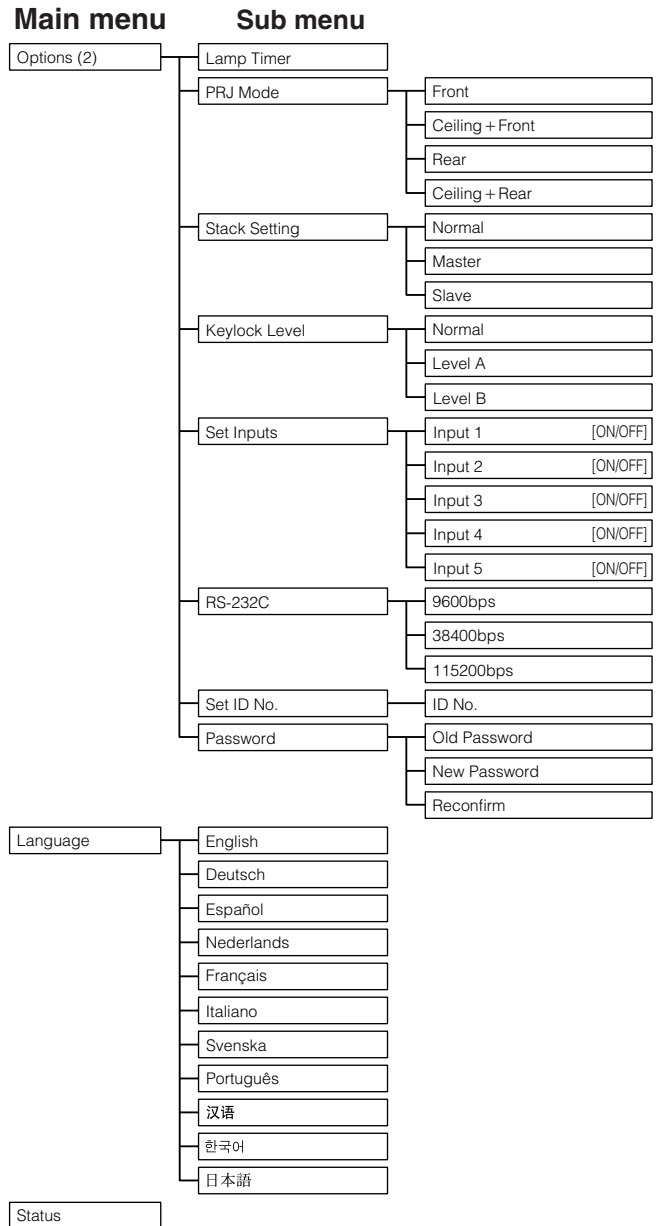 Main menu Sub menu
Options (2) Lamp Timer
PRJ Mode Front
Ceiling+Front
Rear
Ceiling+Rear
Stack Setting Normal
Master
Slave
Keylock Level Normal
Level A
Level B
Set Inputs Input 1 [ON/OFF]
Input 2 [ON/OFF]
Input 3 [ON/OFF]
Input 4 [ON/OFF]
Input 5 [ON/OFF]
RS-232C 9600bps
38400bps
115200bps
Set ID No. ID No.
Password Old Password
New Password
Reconfirm
Language English
Deutsch
Español
Nederlands
Français
Italiano
Svenska
Português
汉语
한국어
日本語
Status